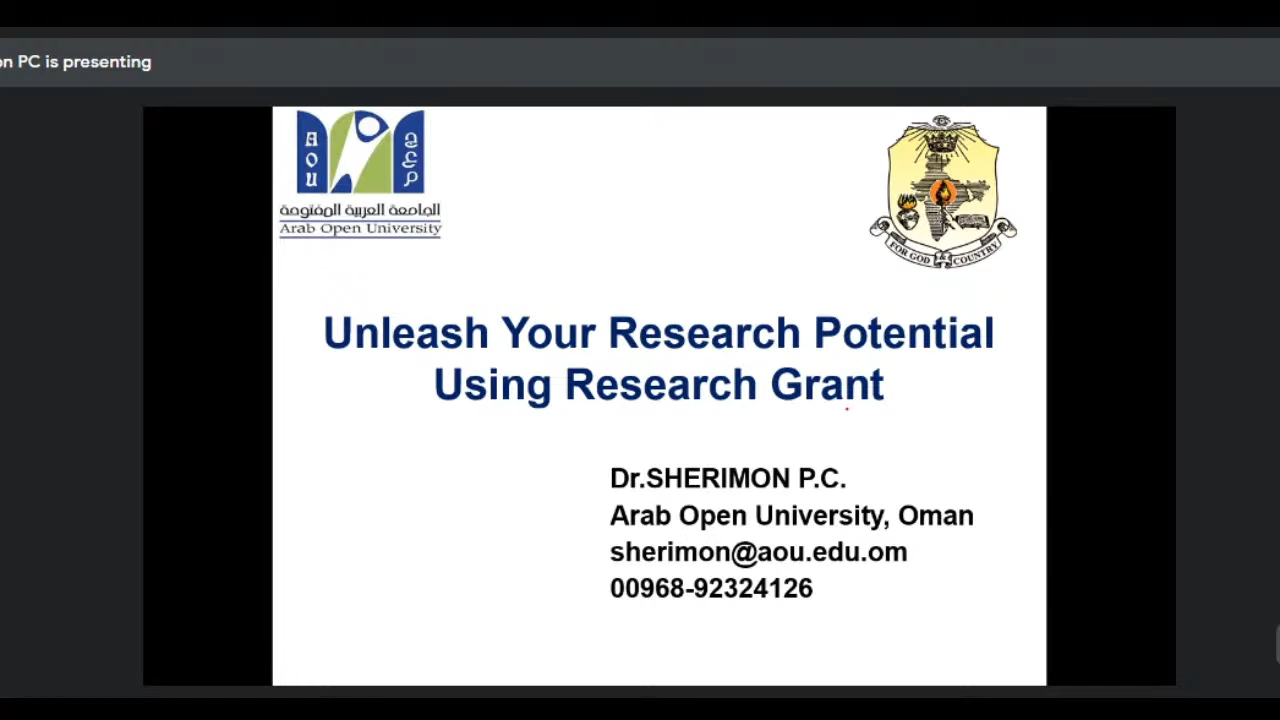 on PC is presenting
AOU
الجامعة العربية المفتوحة
Arab Open University
FOR GOD & COUNTRY
Unleash Your Research Potential
Using Research Grant
Dr.SHERIMON P.C.
Arab Open University, Oman
sherimon@aou.edu.om
00968-92324126